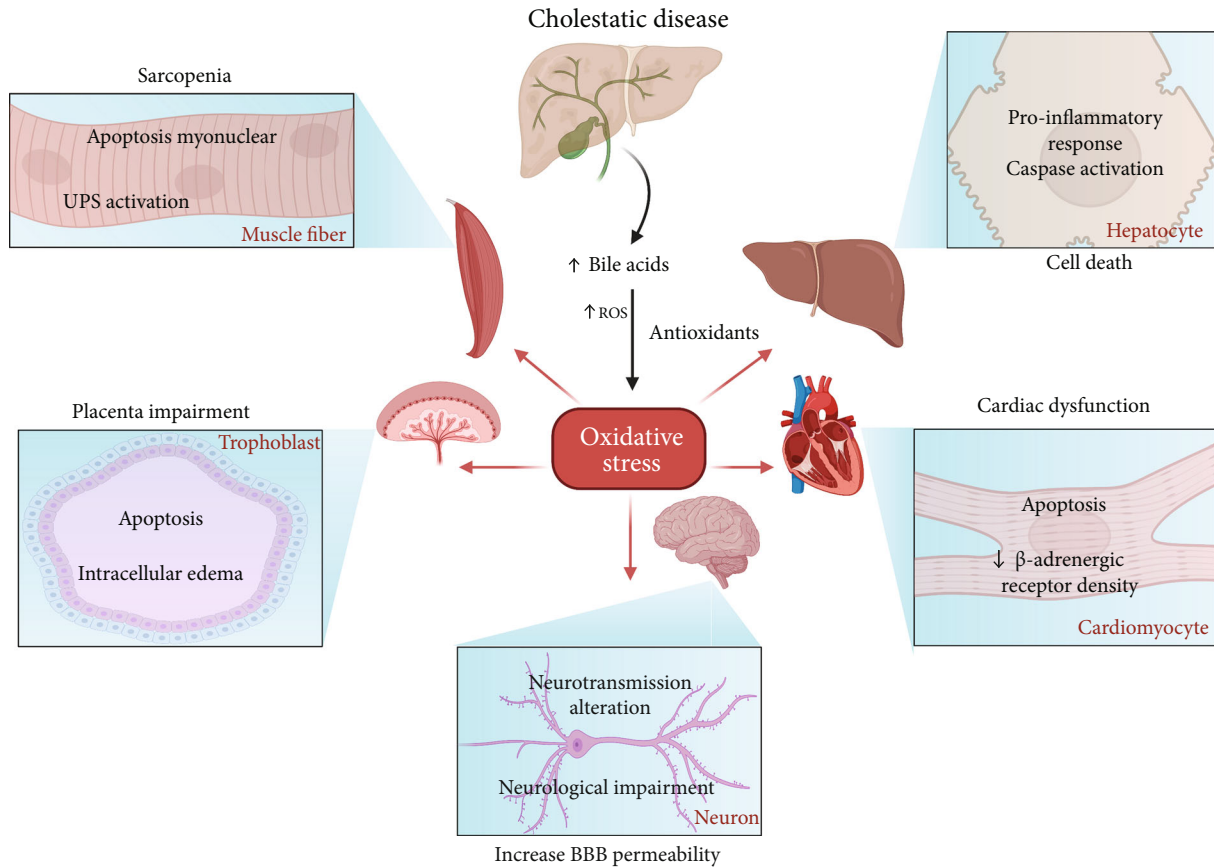 Cholestatic disease
Sarcopenia
Apoptosis myonuclear
UPS activation
Muscle fiber
Pro-inflammatory
response
Caspase activation
Hepatocyte
Cell death
↑ Bile acids
↑ ROS
Antioxidants
Oxidative
stress
Placenta impairment
Trophoblast
Apoptosis
Intracellular edema
Cardiac dysfunction
Apoptosis
↓ β-adrenergic
receptor density
Cardiomyocyte
Neurotransmission
alteration
Neurological impairment
Neuron
Increase BBB permeability